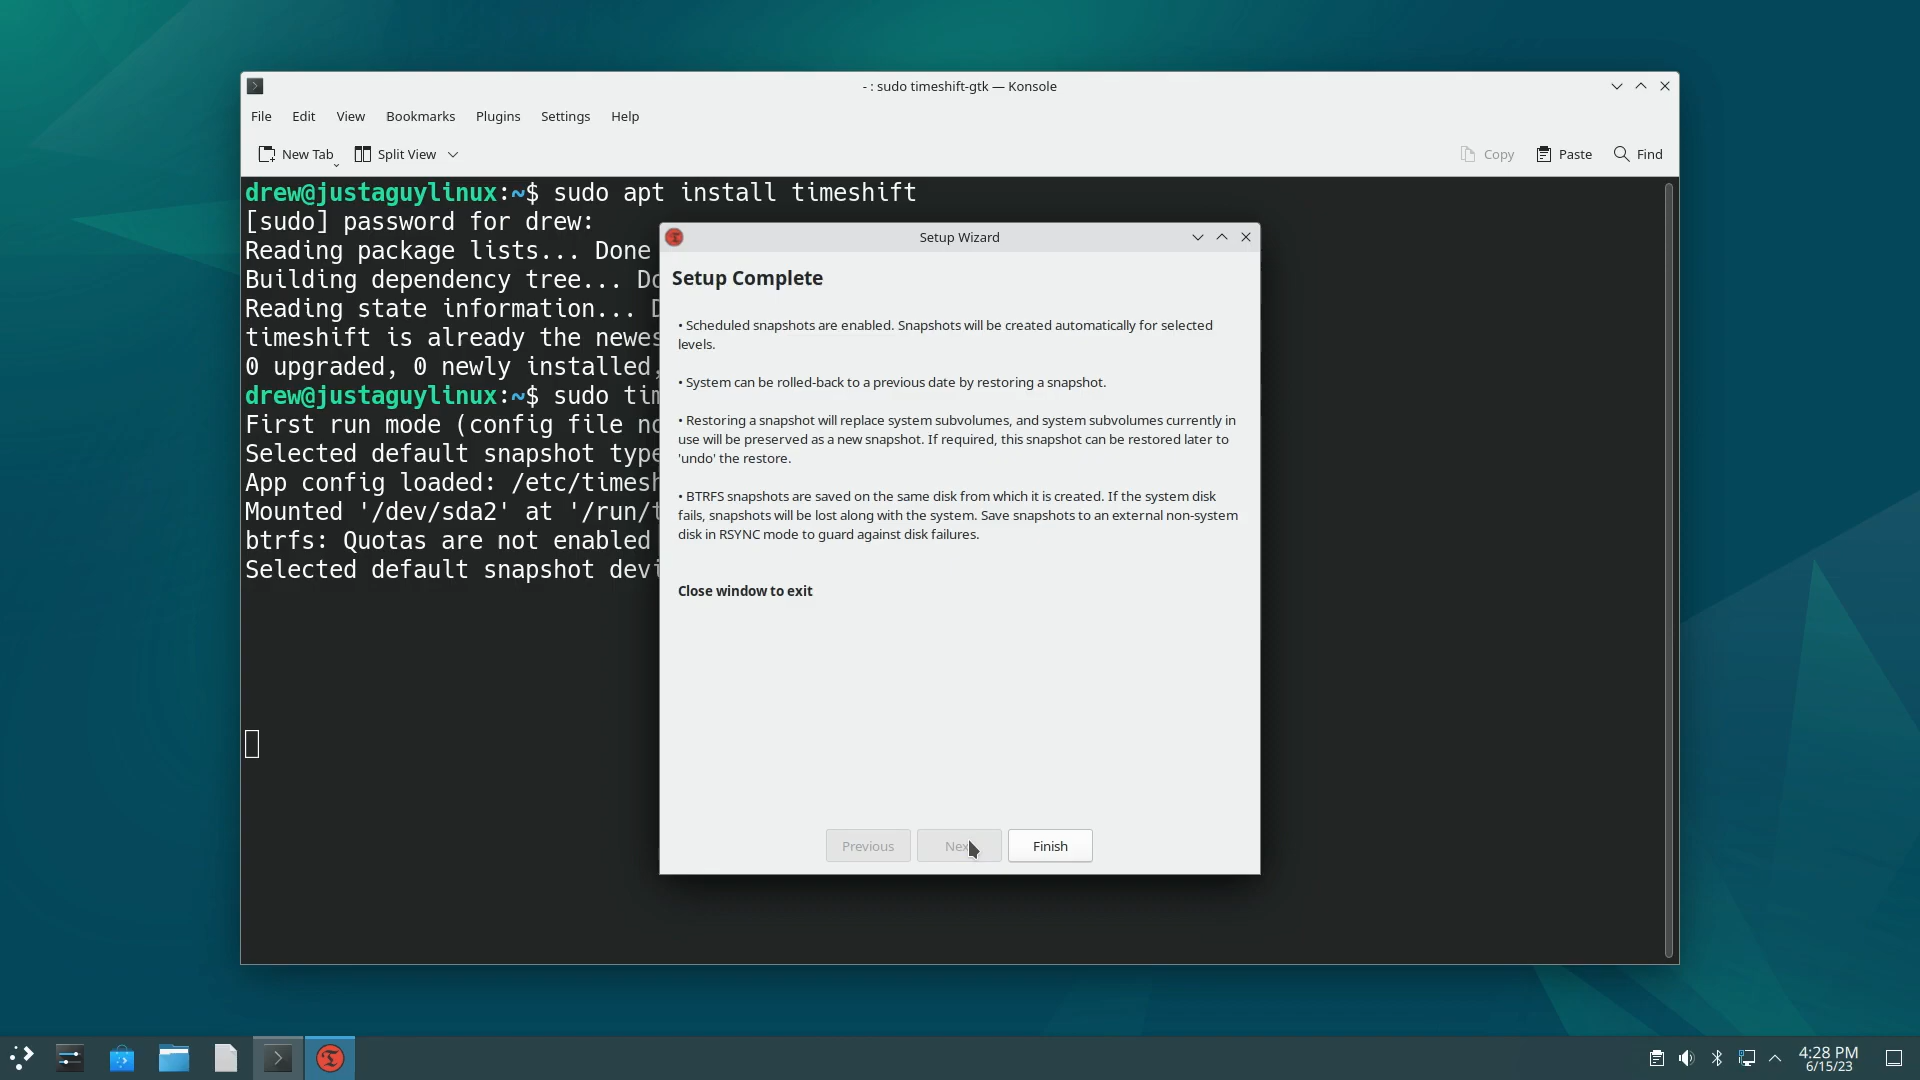 - : sudo timeshift-gtk — Konsole
File Edit View Bookmarks Plugins Settings Help
New Tab Split View Copy Paste Find
drew@justaguylinux:~$ sudo apt install timeshift
[sudo] password for drew:
Reading package lists... Done
Building dependency tree...
Reading state information...
timeshift is already the
0 upgraded, 0 newly installed,
drew@justaguylinux:~$ sudo
First run mode (config file
Selected default snapshot type
App config loaded:
Mounted '/dev/sda2' at
btrfs: Quotas are not enabled
Selected default snapshot
Setup Wizard
Setup Complete
• Scheduled snapshots are enabled. Snapshots will be created automatically for selected
levels.
• System can be rolled-back to a previous date by restoring a snapshot.
• Restoring a snapshot will replace system subvolumes, and system subvolumes currently in
use will be preserved as a new snapshot. If required, this snapshot can be restored later to
'undo' the restore.
• BTRFS snapshots are saved on the same disk from which it is created. If the system disk
fails, snapshots will be lost along with the system. Save snapshots to an external non-system
disk in RSYNC mode to guard against disk failures.
Close window to exit
Previous Finish
4:28 PM
6/15/23